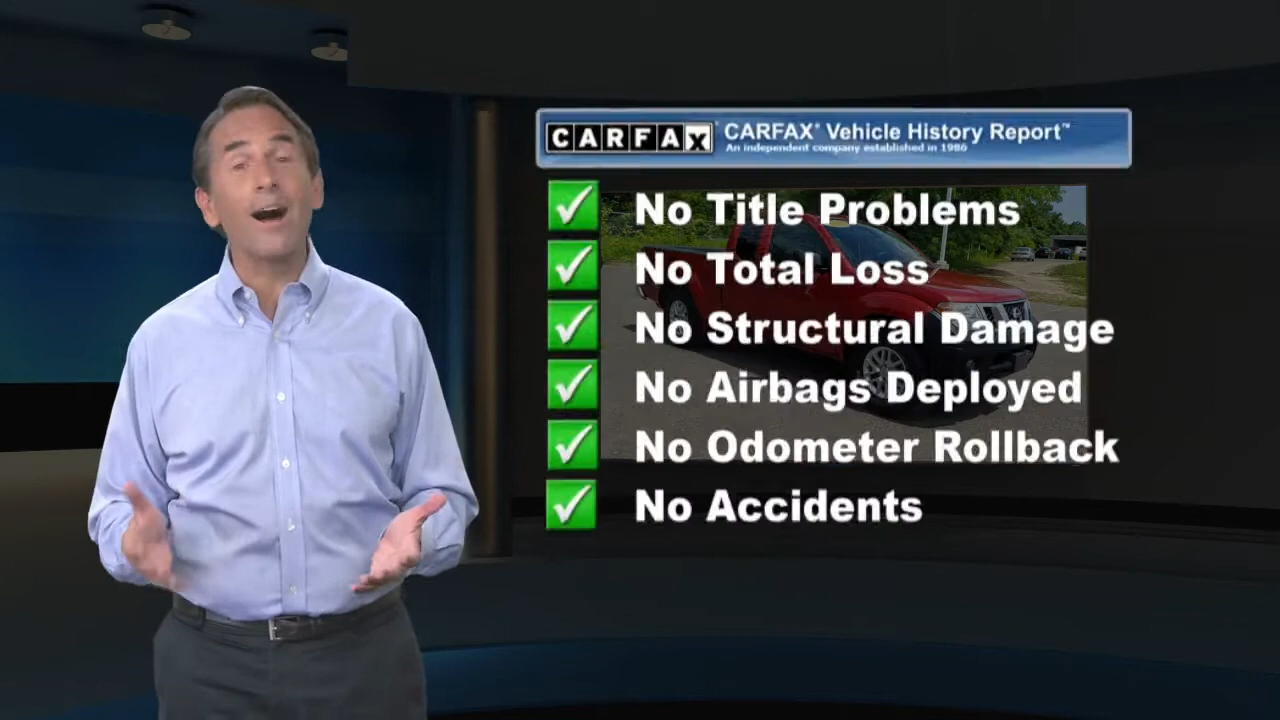 CARFAX
CARFAX® Vehicle History Report™
An independent company established in 1986
No Title Problems
No Total Loss
No Structural Damage
No Airbags Deployed
No Odometer Rollback
No Accidents